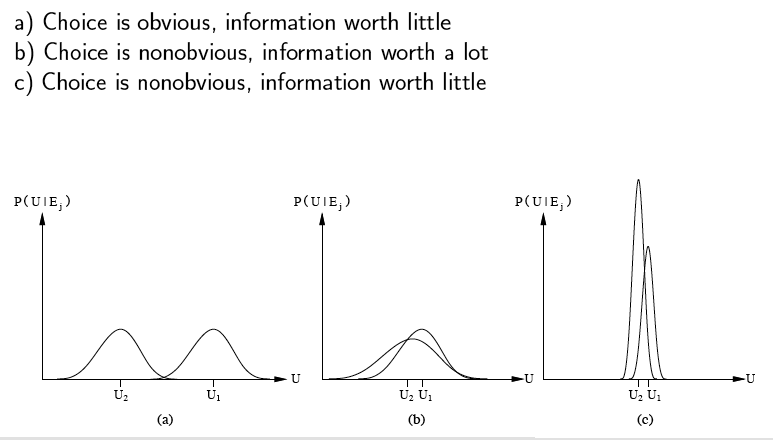 a) Choice is obvious, information worth little
b) Choice is nonobvious, information worth a lot
c) Choice is nonobvious, information worth little
P(U|Eⱼ) P(U|Eⱼ) P(U|Eⱼ)
U U U
U₂ U₁ U₂ U₁ U₂ U₁
(a) (b) (c)